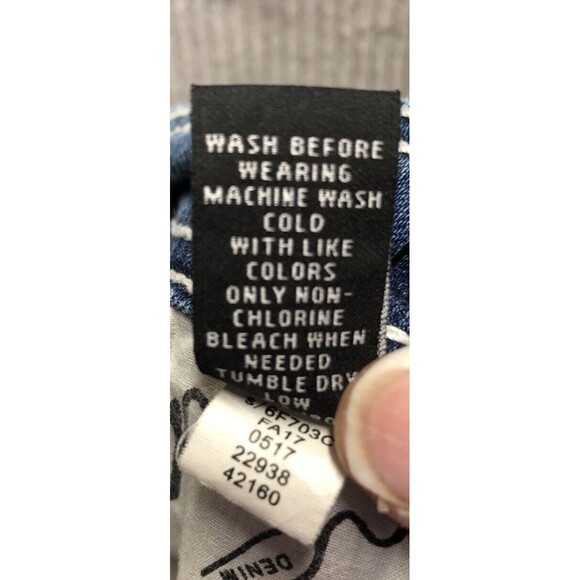 WASH BEFORE
WEARING
MACHINE WASH
COLD
WITH LIKE
COLORS
ONLY NON-
CHLORINE
BLEACH WHEN
NEEDED
TUMBLE DRY
LOW
S/6F703C
FA17
0517
22938
42160
DENIM